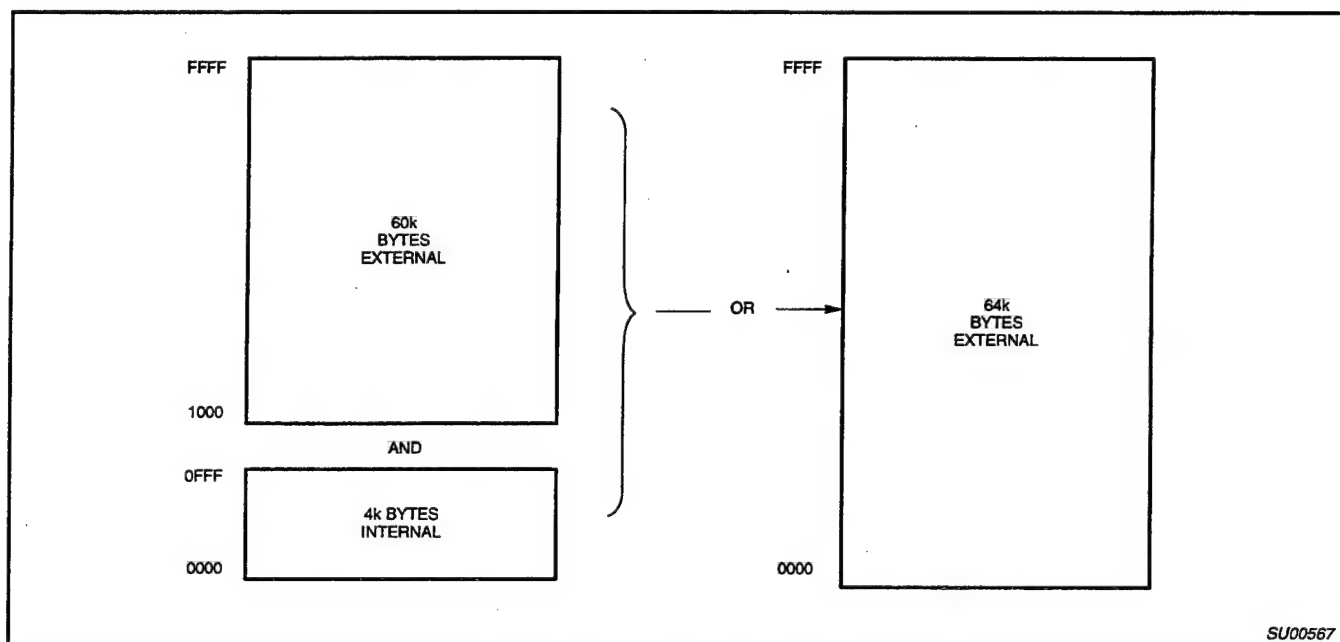 FFFF
60k
BYTES
EXTERNAL
1000
AND
0FFF
4k BYTES
INTERNAL
0000
OR
FFFF
64k
BYTES
EXTERNAL
0000
SU00567